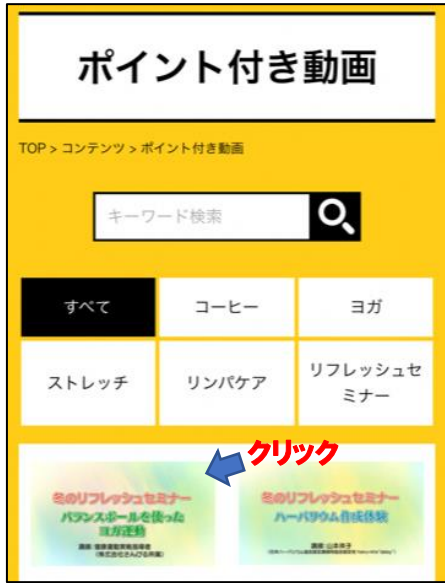 ポイント付き動画
TOP > コンテンツ > ポイント付き動画
キーワード検索
すべて
コーヒー
ヨガ
ストレッチ
リンパケア
リフレッシュセ
ミナー
クリック
冬のリフレッシュセミナー
バランスボールを使った
ヨガ運動
冬のリフレッシュセミナー
ハーバリウム作成体験